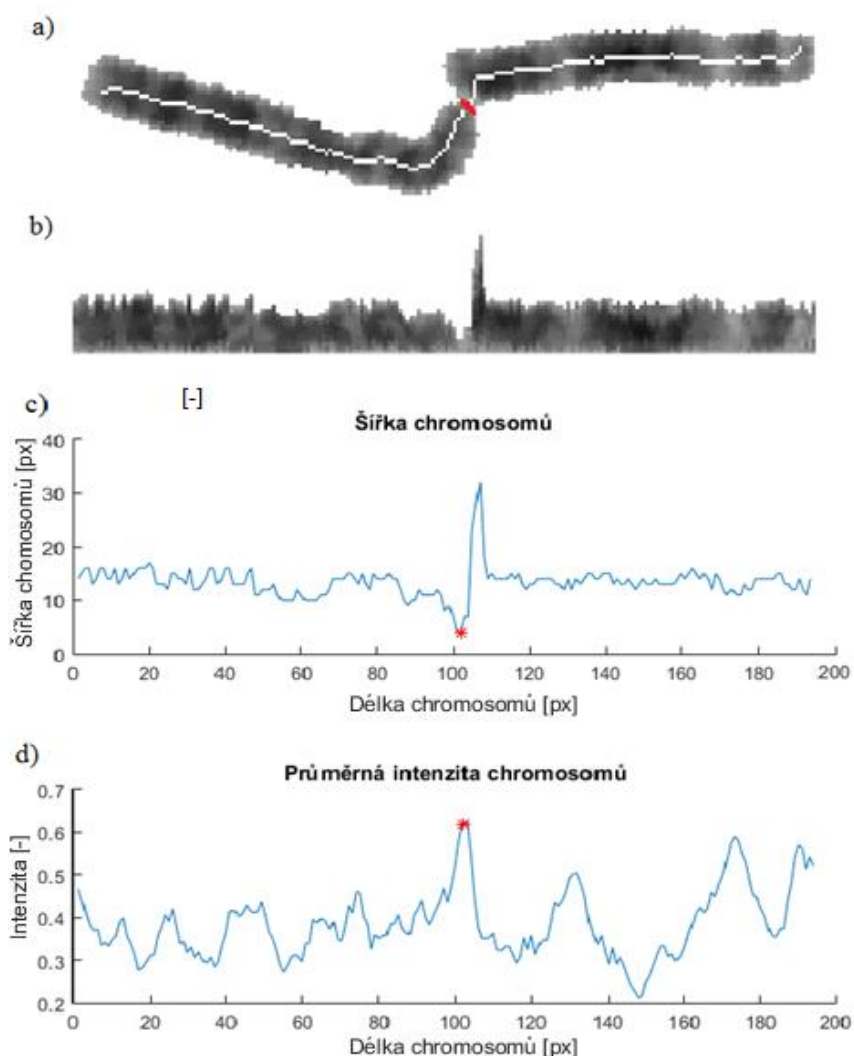 a)
b)
c)
[-]
Šířka chromosomů
Šířka chomosomů [px]
40
30
20
10
0
0 20 40 60 80 100 120 140 160 180 200
Délka chromosomů [px]
d)
Průměrná intenzita chromosomů
Intenzita [-]
0.7
0.6
0.5
0.4
0.3
0.2
0 20 40 60 80 100 120 140 160 180 200
Délka chromosomů [px]